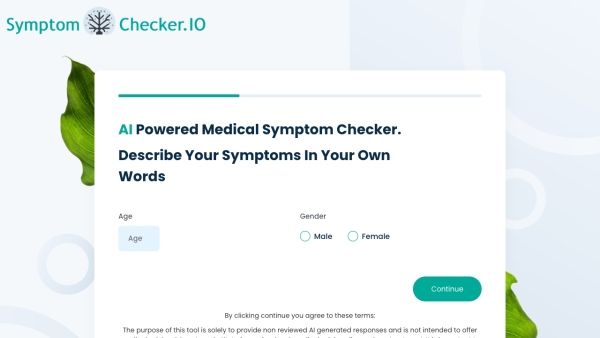 Symptom Checker.IO
AI Powered Medical Symptom Checker.
Describe Your Symptoms In Your Own
Words
Age
Gender
Age
Male
Female
Continue
By clicking continue you agree to these terms:
The purpose of this tool is solely to provide non reviewed AI generated responses and is not intended to offer